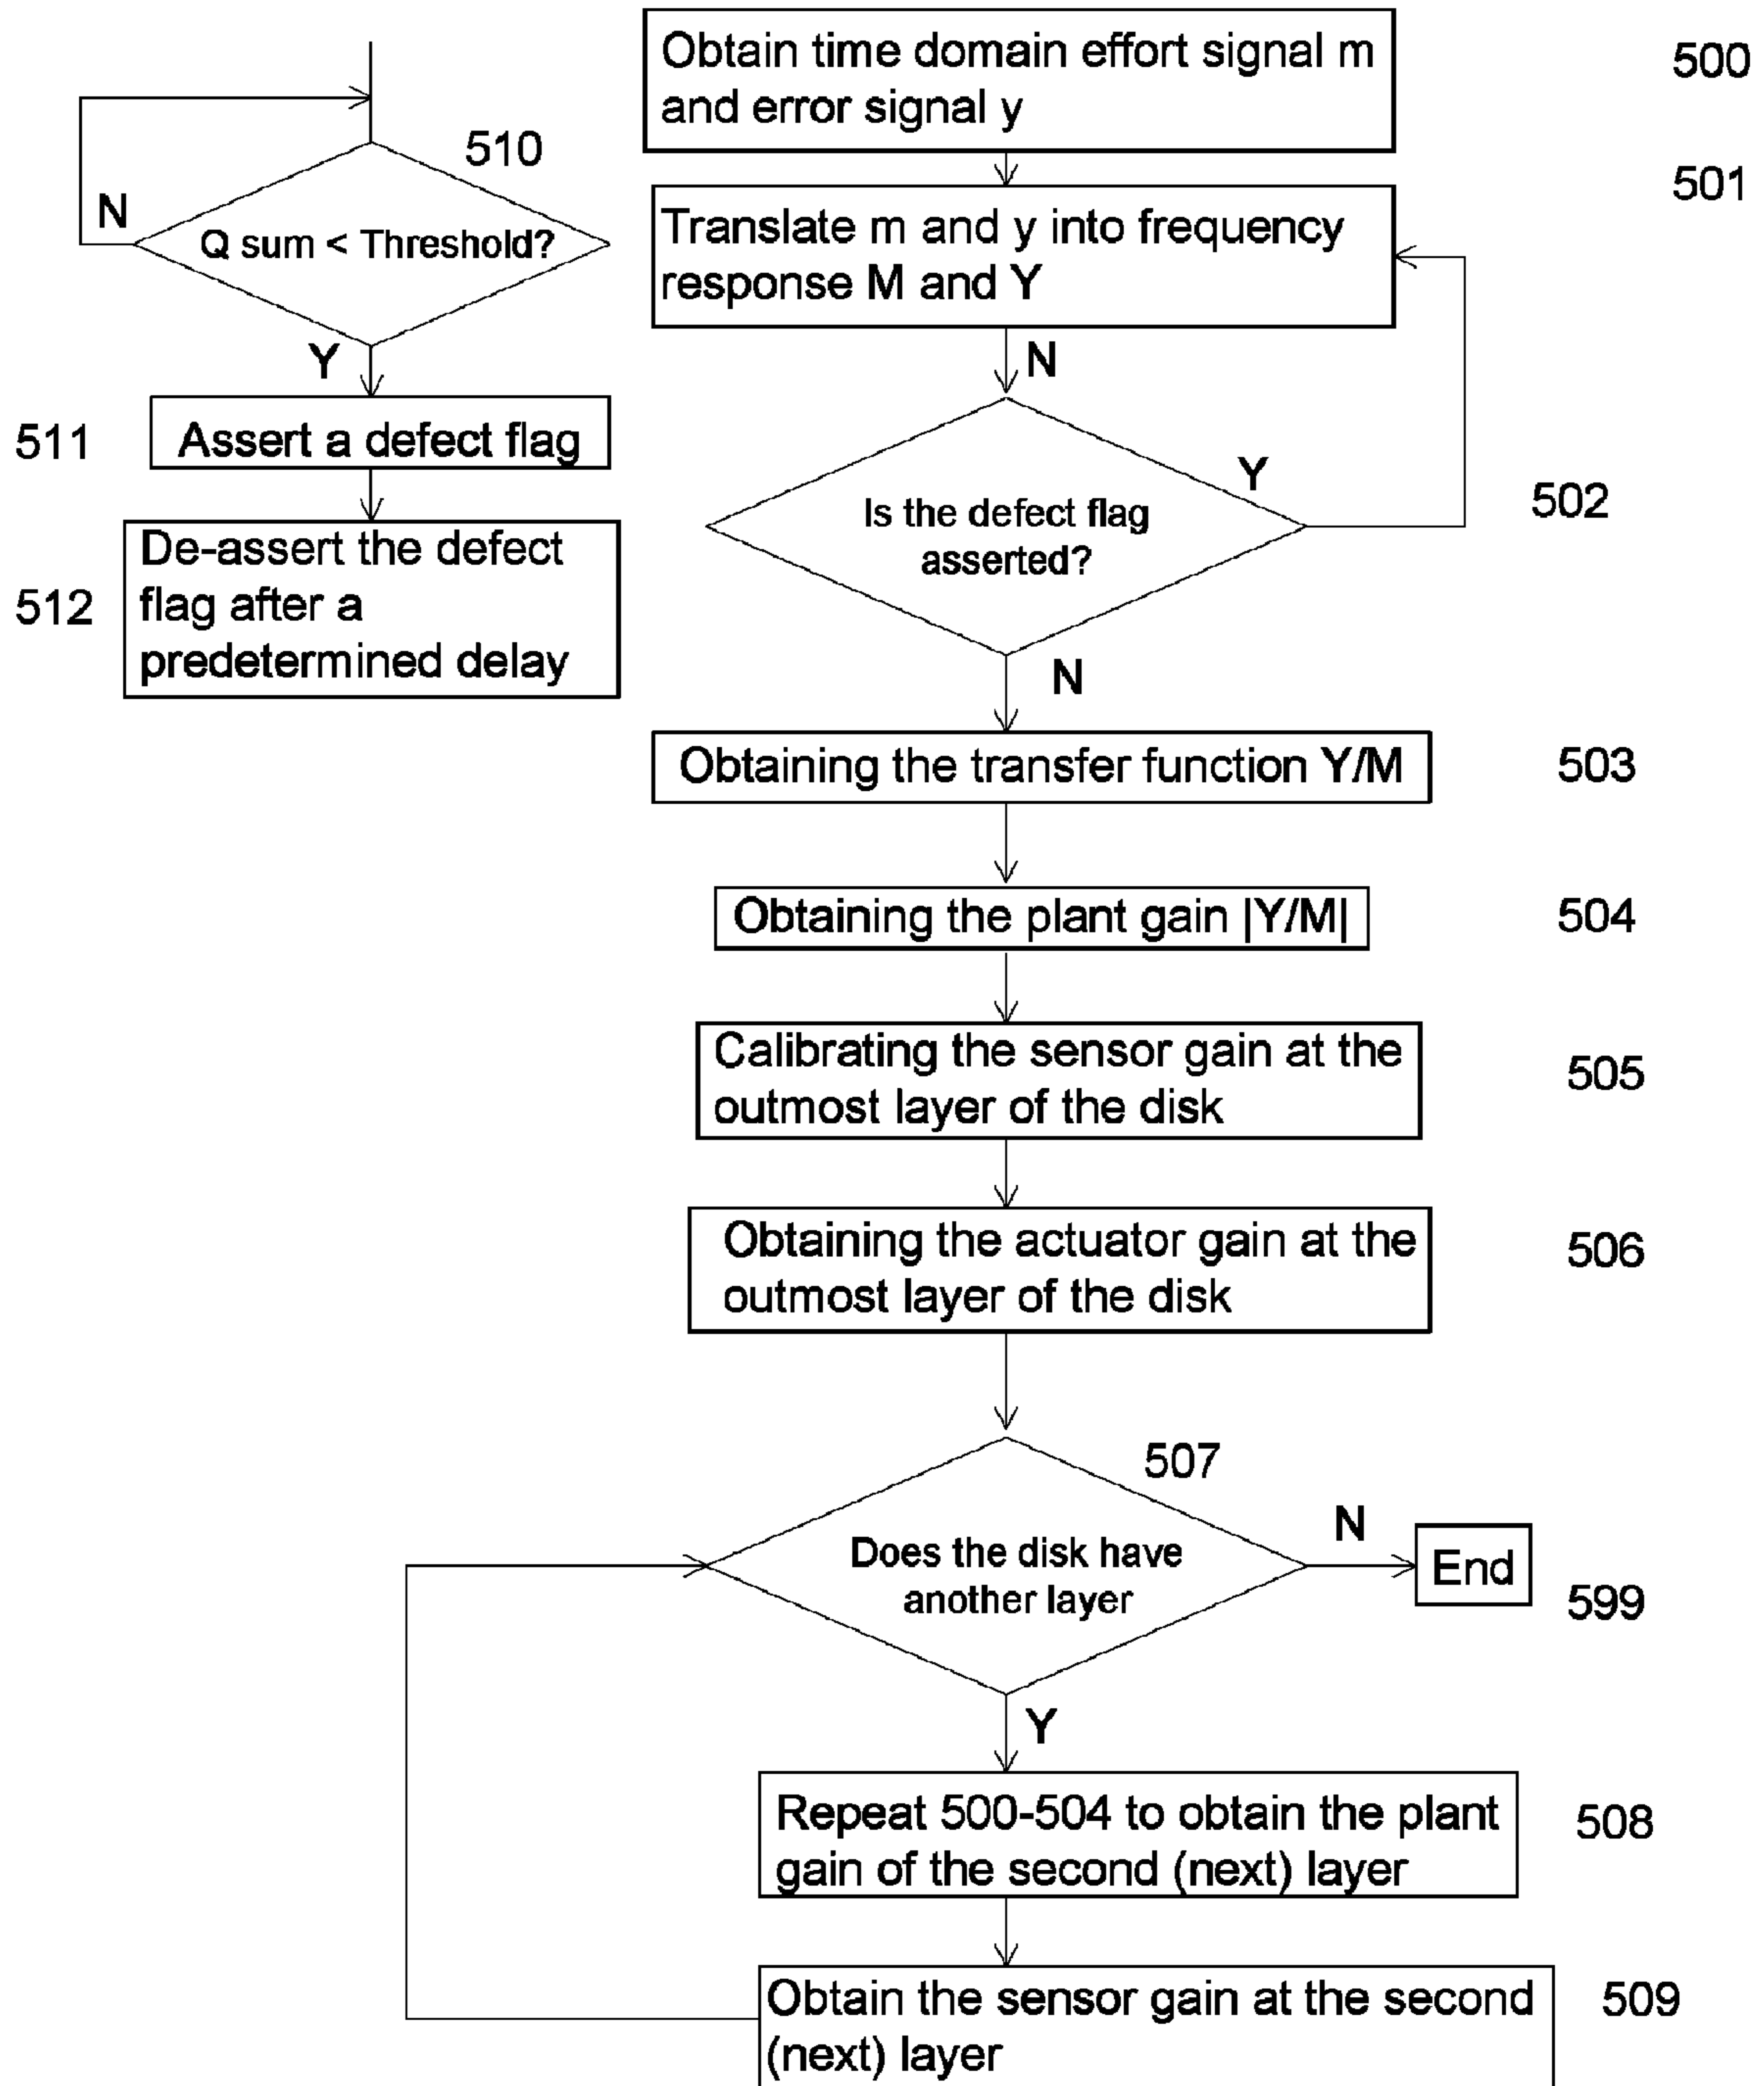 Obtain time domain effort signal m
and error signal y
500
501
Translate m and y into frequency
response M and Y
N
Is the defect flag
asserted?
Y
502
N
510
N
Q sum < Threshold?
Y
511
Assert a defect flag
512
De-assert the defect
flag after a
predetermined delay
Obtaining the transfer function Y/M
503
Obtaining the plant gain |Y/M|
504
Calibrating the sensor gain at the
outmost layer of the disk
505
Obtaining the actuator gain at the
outmost layer of the disk
506
507
Does the disk have
another layer
N
End
599
Y
Repeat 500-504 to obtain the plant
gain of the second (next) layer
508
Obtain the sensor gain at the second
(next) layer
509